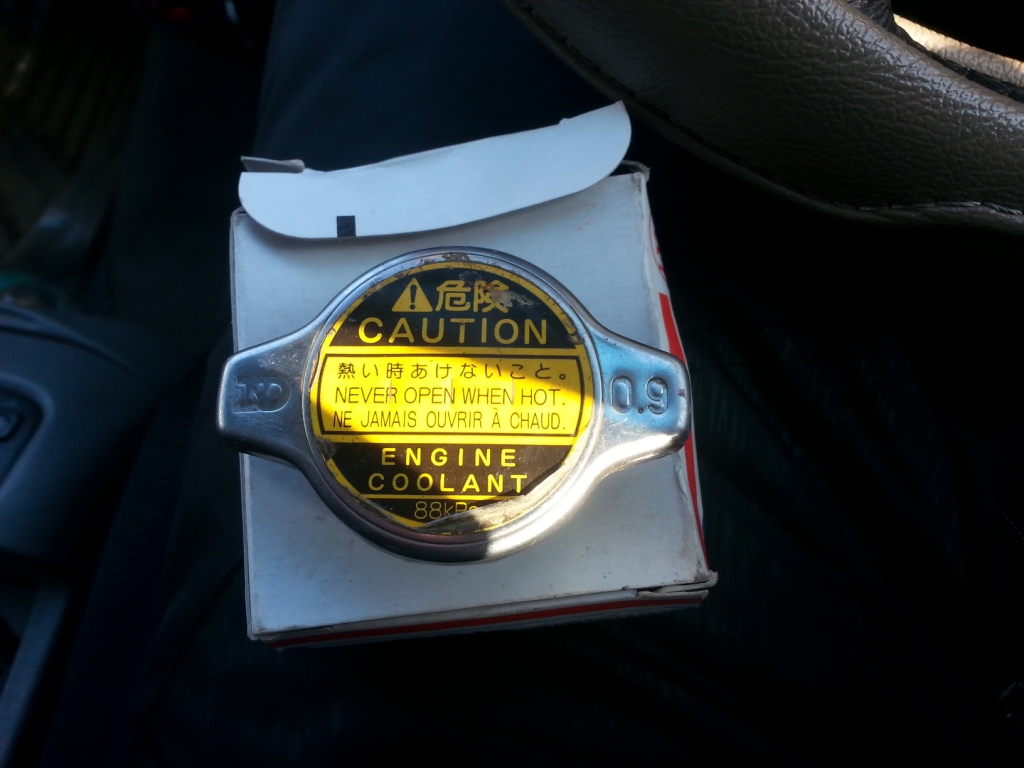 危険
CAUTION
熱い時あけないこと。
NEVER OPEN WHEN HOT.
NE JAMAIS OUVRIR À CHAUD.
0.9
ENGINE
COOLANT
88kPa